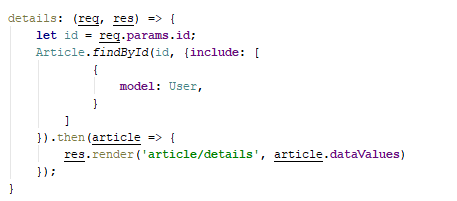 details: (req, res) => {
    let id = req.params.id;
    Article.findById(id, {include: [
            {
                model: User,
            }
        ]
    }).then(article => {
        res.render('article/details', article.dataValues)
    });
}